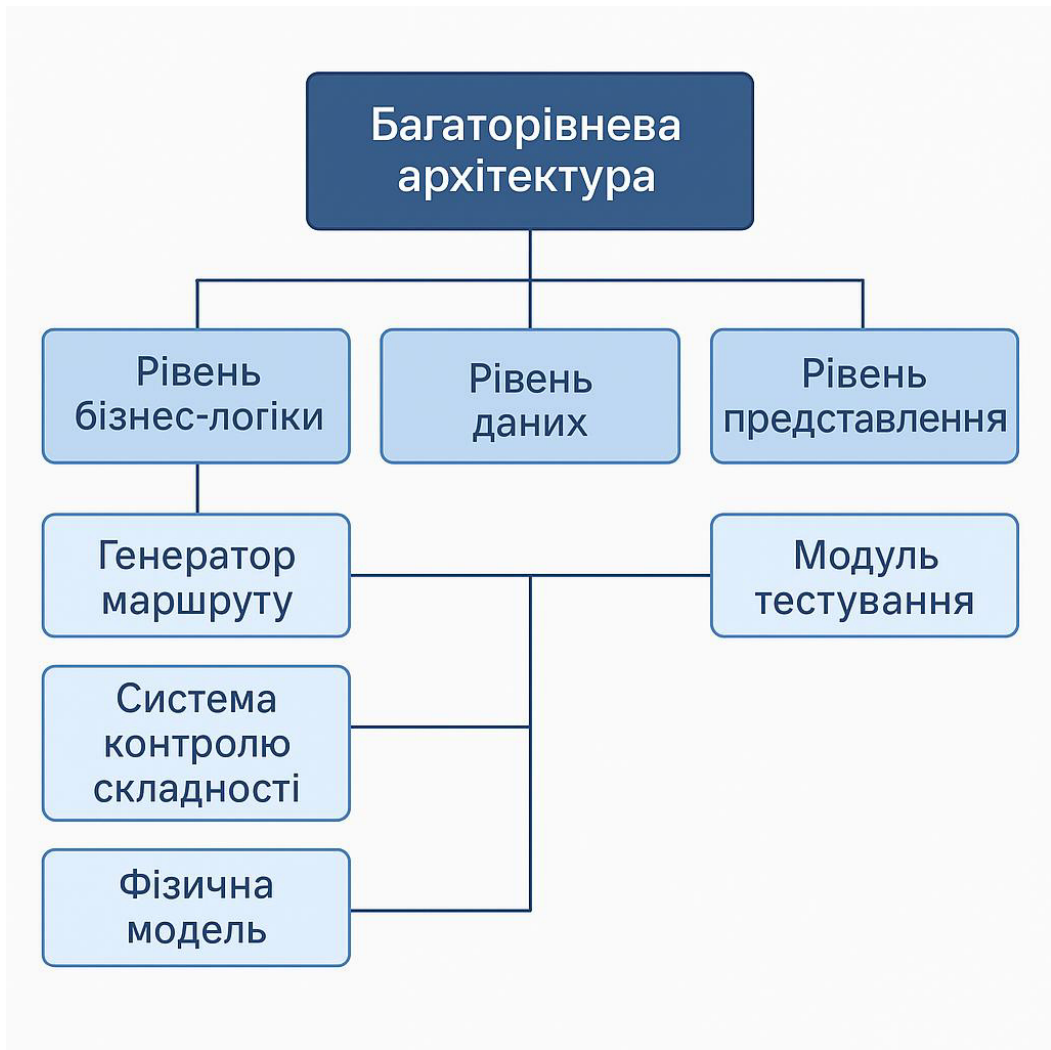 Багаторівнева
архітектура
Рівень
бізнес-логіки
Рівень
даних
Рівень
представлення
Генератор
маршруту
Модуль
тестування
Система
контролю
складності
Фізична
модель